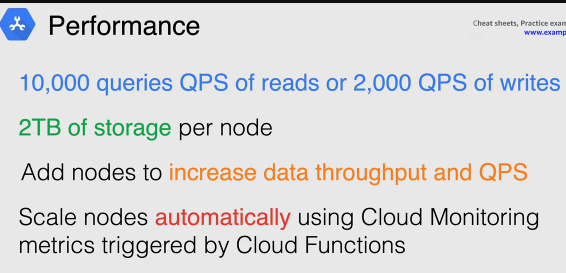 Performance
Cheat sheets, Practice exam
www.examp
10,000 queries QPS of reads or 2,000 QPS of writes
2TB of storage per node
Add nodes to increase data throughput and QPS
Scale nodes automatically using Cloud Monitoring
metrics triggered by Cloud Functions